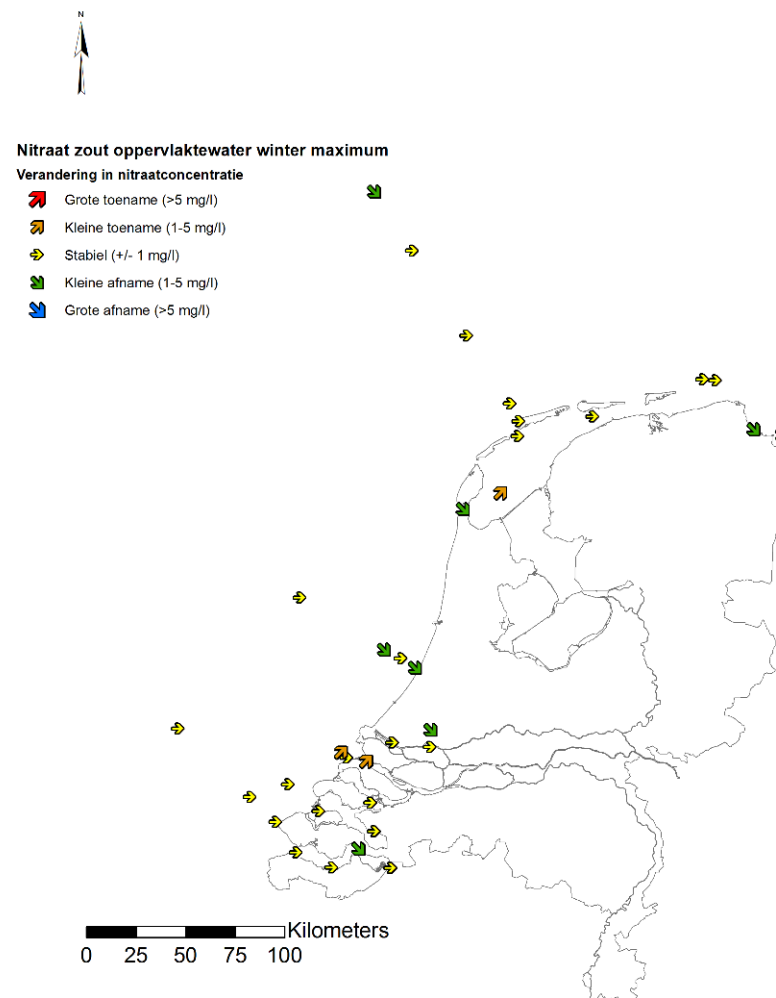 N
Nitraat zout oppervlaktewater winter maximum
Verandering in nitraatconcentratie
Grote toename (>5 mg/l)
Kleine toename (1-5 mg/l)
Stabiel (+/- 1 mg/l)
Kleine afname (1-5 mg/l)
Grote afname (>5 mg/l)
Kilometers
0 25 50 75 100